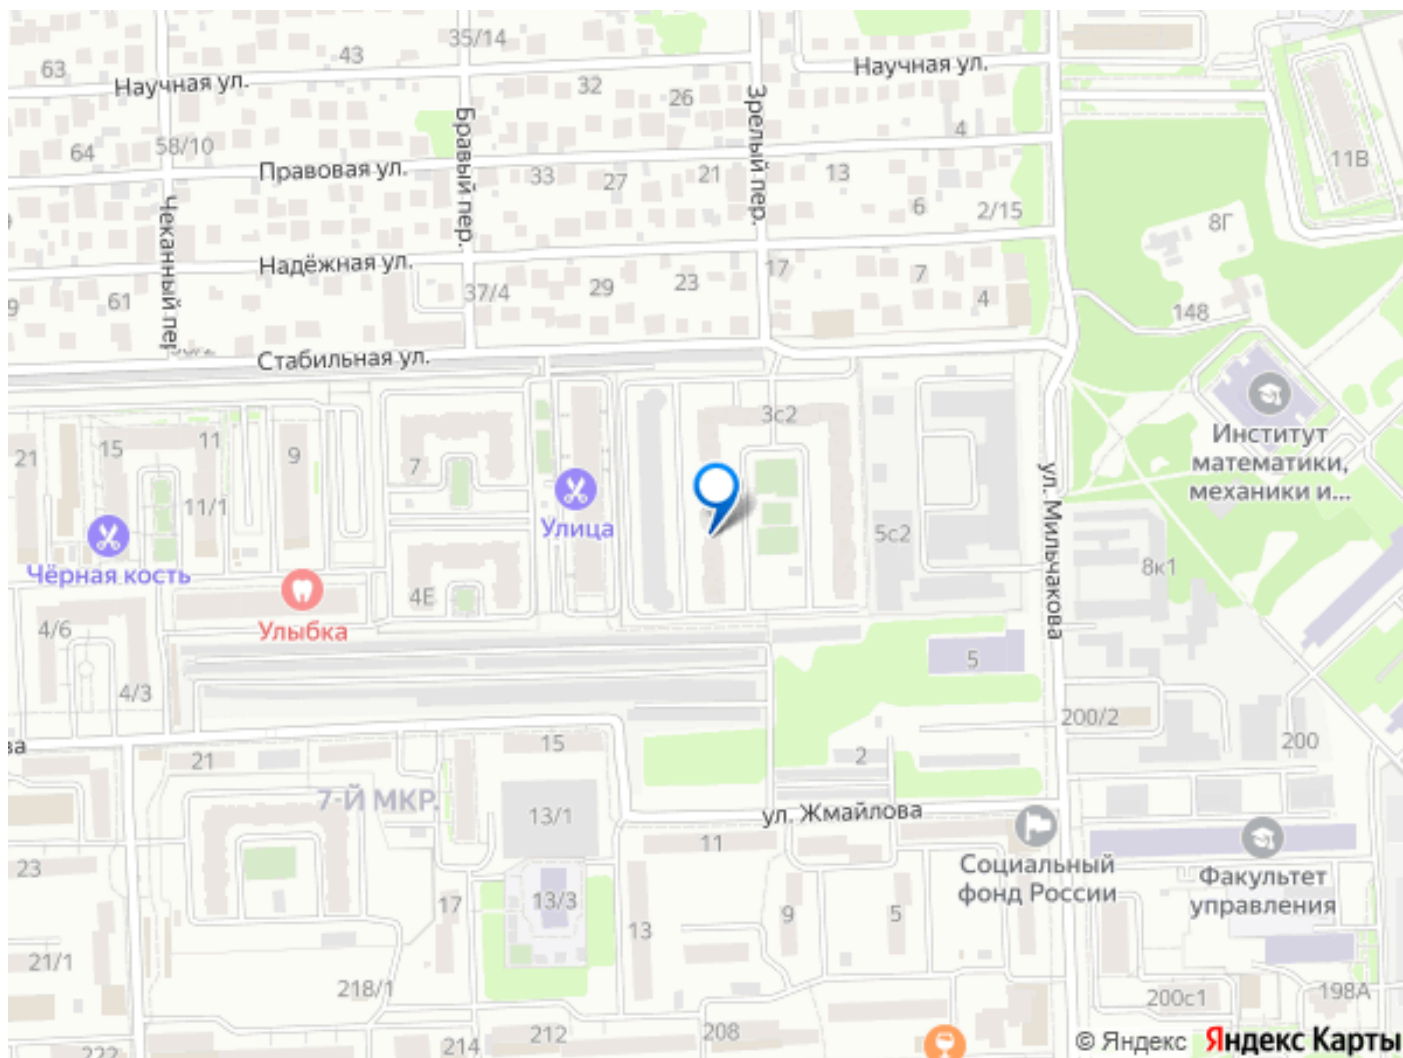 35/14
43
63
Научная ул.
Научная ул.
32
26
Зрелый пер.
Бравый пер.
4
58/10
64
11В
Правовая ул.
33
27
21
13
6
2/15
8Г
Чеканный пер
Надёжная ул.
17
61
37/4
29
23
7
4
9
148
Стабильная ул.
3с2
Институт
математики,
механики и...
21
15
11
9
7
11/1
ул. Мильчакова
Улица
5с2
Чёрная кость
8к1
4Е
Улыбка
4/6
5
4/3
200/2
200
ва
21
15
2
7-Й МКР.
13/1
ул. Жмайлова
11
Социальный
фонд России
Факультет
управления
23
13/3
17
13
9
5
21/1
218/1
200с1
198А
222
214
212
208
© Яндекс Яндекс Карты